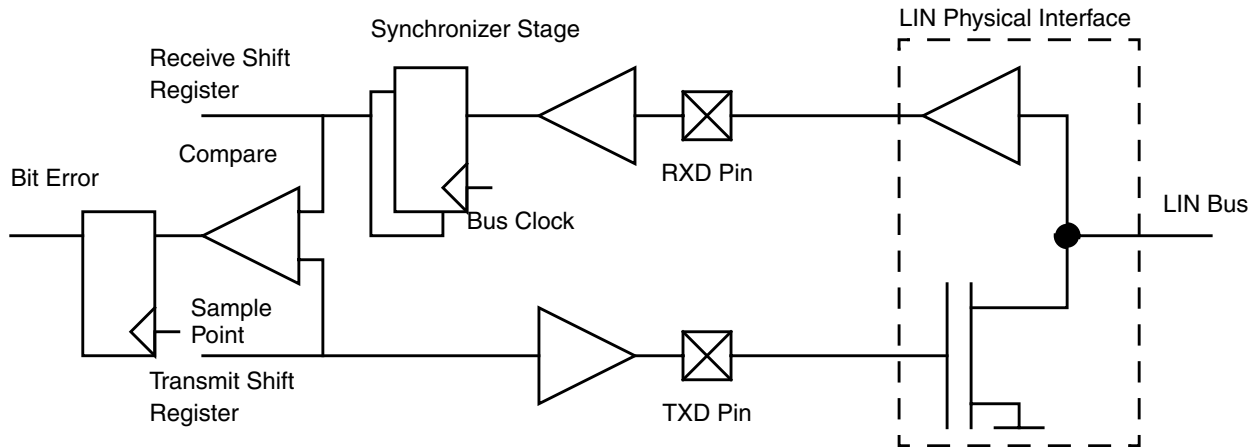 LIN Physical Interface
Synchronizer Stage
Receive Shift
Register
Compare
RXD Pin
Bit Error
Bus Clock
LIN Bus
Sample
Point
Transmit Shift
Register
TXD Pin